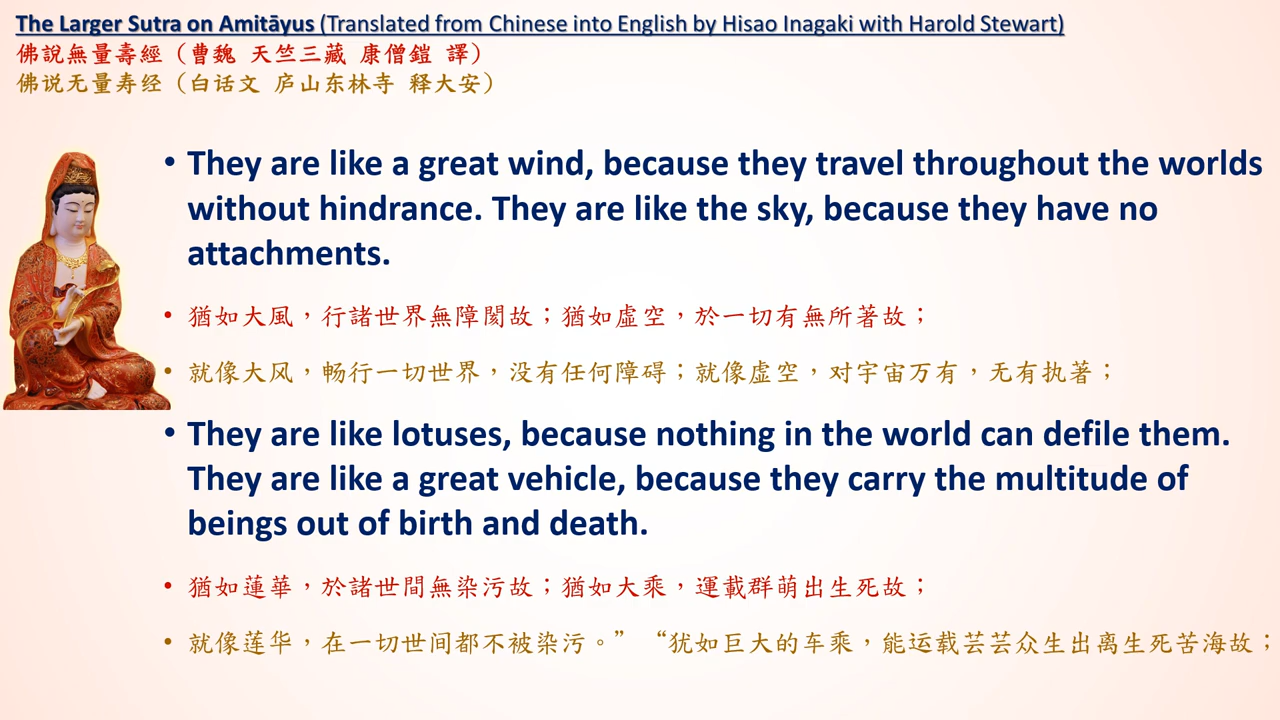 The Larger Sutra on Amitāyus (Translated from Chinese into English by Hisao Inagaki with Harold Stewart)
佛說無量壽經（曹魏 天竺三藏 康僧鎧 譯）
佛说无量寿经（白话文 庐山东林寺 释大安）
• They are like a great wind, because they travel throughout the worlds
without hindrance. They are like the sky, because they have no
attachments.
• 猶如大風，行諸世界無障閡故；猶如虛空，於一切有無所著故；
• 就像大风，畅行一切世界，没有任何障碍；就像虚空，对宇宙万有，无有执著；
• They are like lotuses, because nothing in the world can defile them.
They are like a great vehicle, because they carry the multitude of
beings out of birth and death.
• 猶如蓮華，於諸世間無染污故；猶如大乘，運載群萌出生死故；
• 就像莲华，在一切世间都不被染污。” “犹如巨大的车乘，能运载芸芸众生出离生死苦海故；